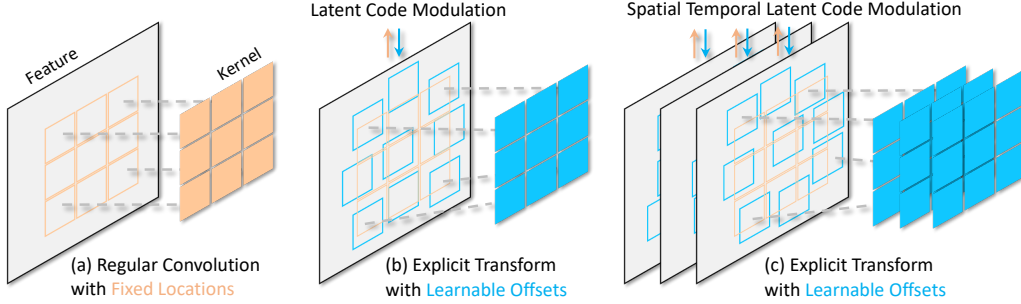 Latent Code Modulation
Spatial Temporal Latent Code Modulation
Feature
Kernel
(a) Regular Convolution
with Fixed Locations
(b) Explicit Transform
with Learnable Offsets
(c) Explicit Transform
with Learnable Offsets